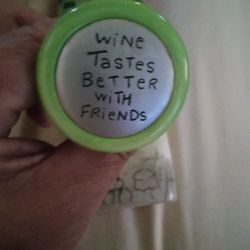 WiNe
TasTes
BeTTer
wiTH
FRieNDS